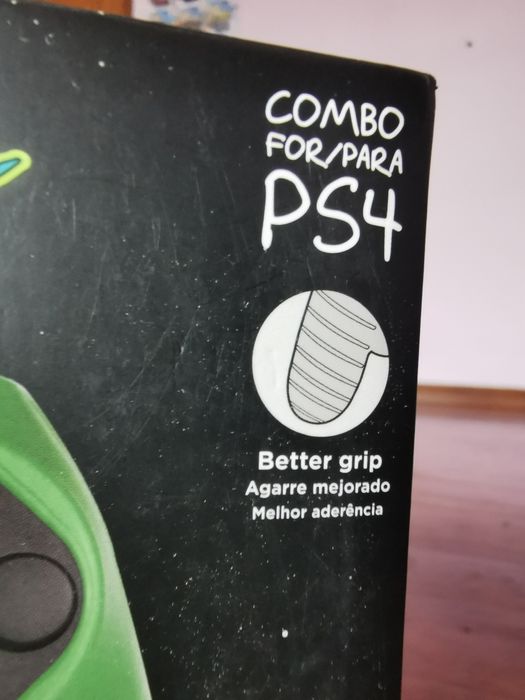 COMBO
FOR/PARA
PS4
Better grip
Agarre mejorado
Melhor aderência